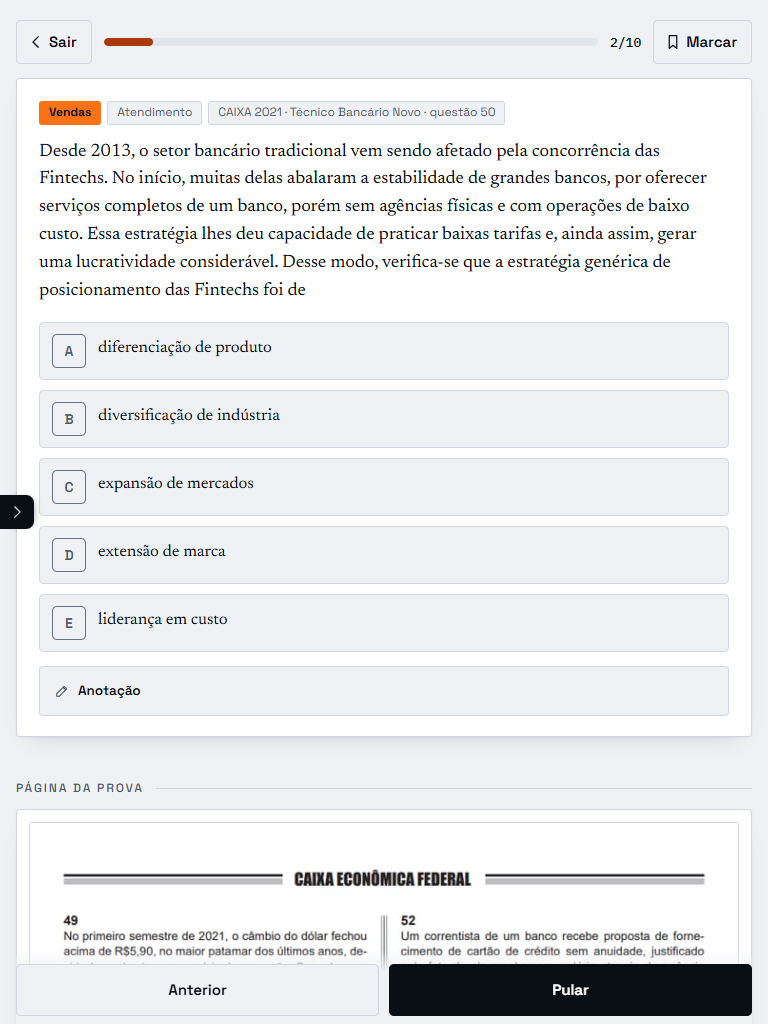 Sair
2/10
Marcar
Vendas
Atendimento
CAIXA 2021 · Técnico Bancário Novo · questão 50
Desde 2013, o setor bancário tradicional vem sendo afetado pela concorrência das
Fintechs. No início, muitas delas abalaram a estabilidade de grandes bancos, por oferecer
serviços completos de um banco, porém sem agências físicas e com operações de baixo
custo. Essa estratégia lhes deu capacidade de praticar baixas tarifas e, ainda assim, gerar
uma lucratividade considerável. Desse modo, verifica-se que a estratégia genérica de
posicionamento das Fintechs foi de
A diferenciação de produto
B diversificação de indústria
C expansão de mercados
D extensão de marca
E liderança em custo
Anotação
PÁGINA DA PROVA
CAIXA ECONÔMICA FEDERAL
49
No primeiro semestre de 2021, o câmbio do dólar fechou
acima de R$5,90, no maior patamar dos últimos anos, de-
52
Um correntista de um banco recebe proposta de forne-
cimento de cartão de crédito sem anuidade, justificado
Anterior
Pular